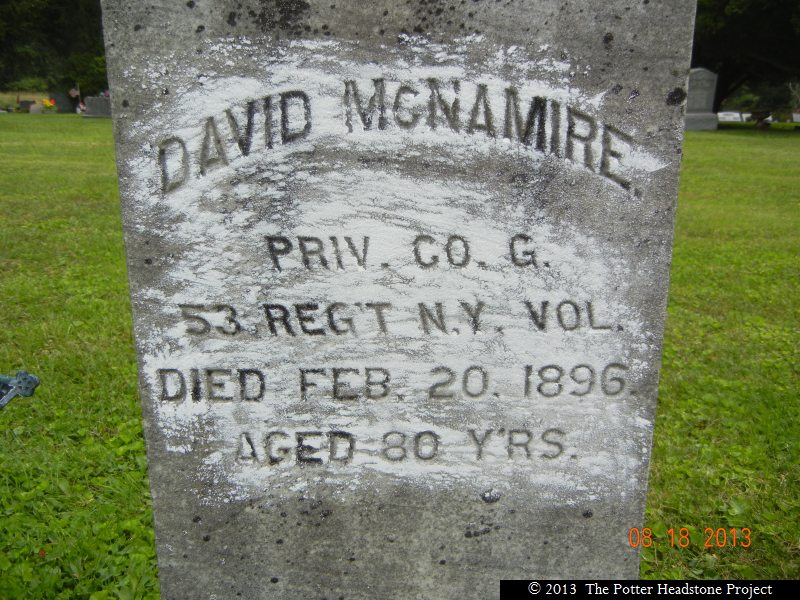 DAVID McNAMIRE.
PRIV. CO. G.
53. REG'T N.Y. VOL.
DIED FEB. 20. 1896.
AGED 80 Y'RS.
08 18 2013
© 2013 The Potter Headstone Project